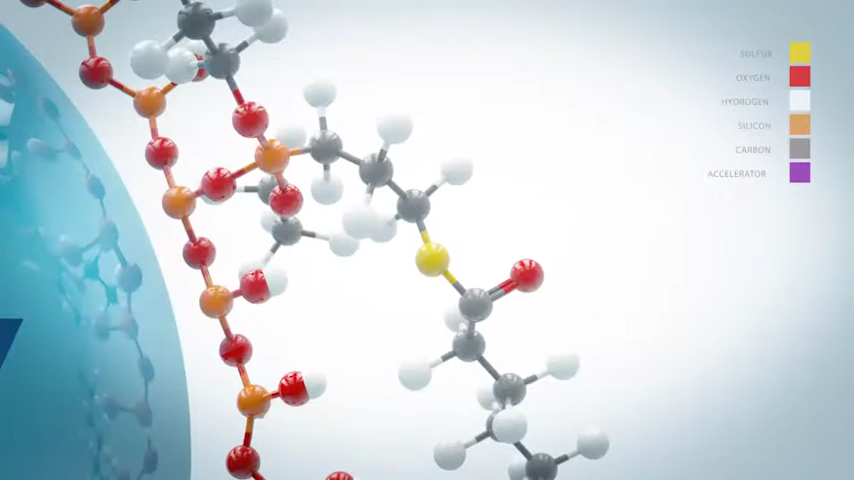 SULFUR
OXYGEN
HYDROGEN
SILICON
CARBON
ACCELERATOR